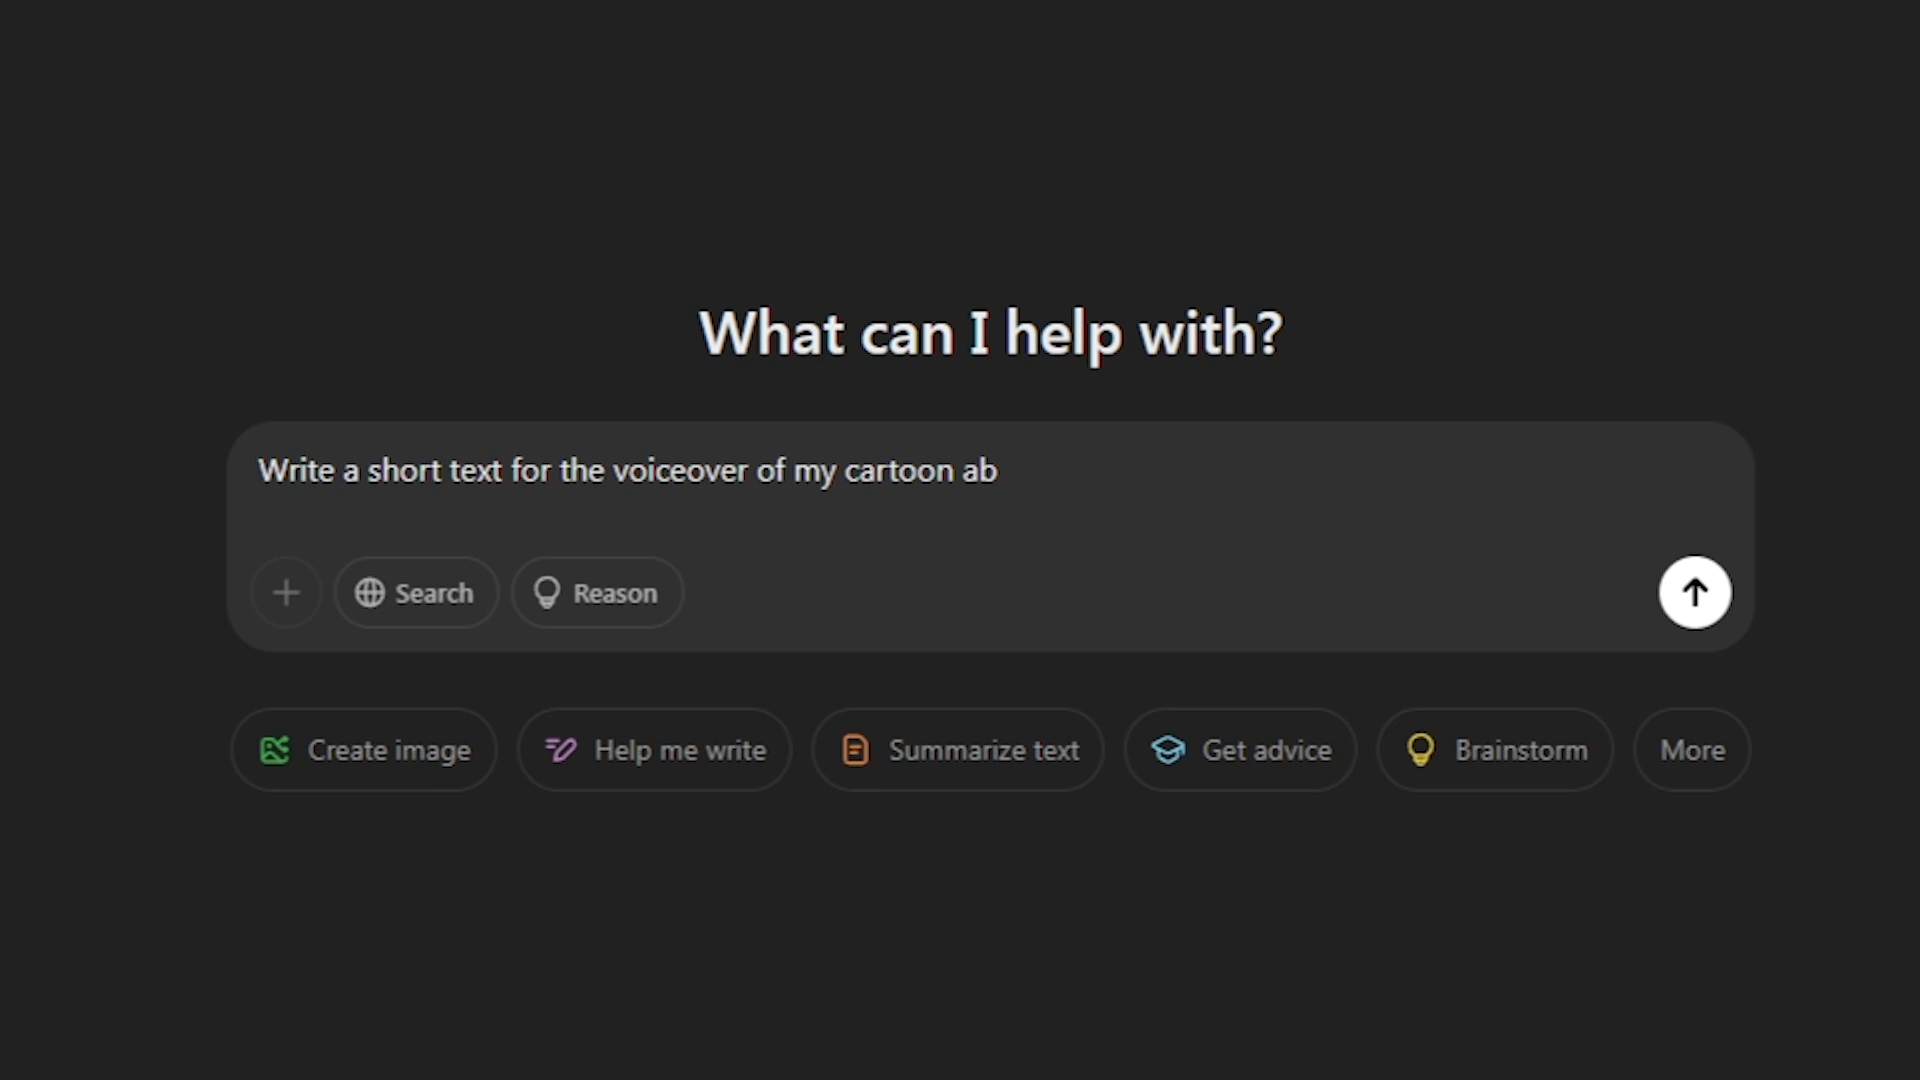 What can I help with?
Write a short text for the voiceover of my cartoon ab
Search Reason
Create image Help me write Summarize text Get advice Brainstorm More